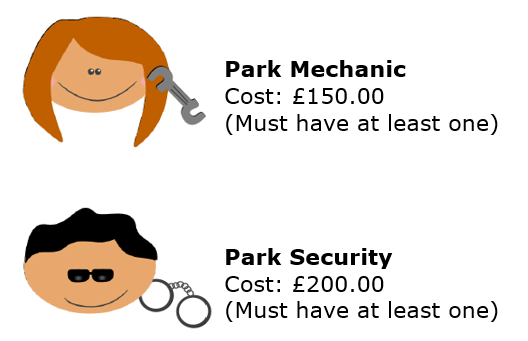 Park Mechanic
Cost: £150.00
(Must have at least one)
Park Security
Cost: £200.00
(Must have at least one)